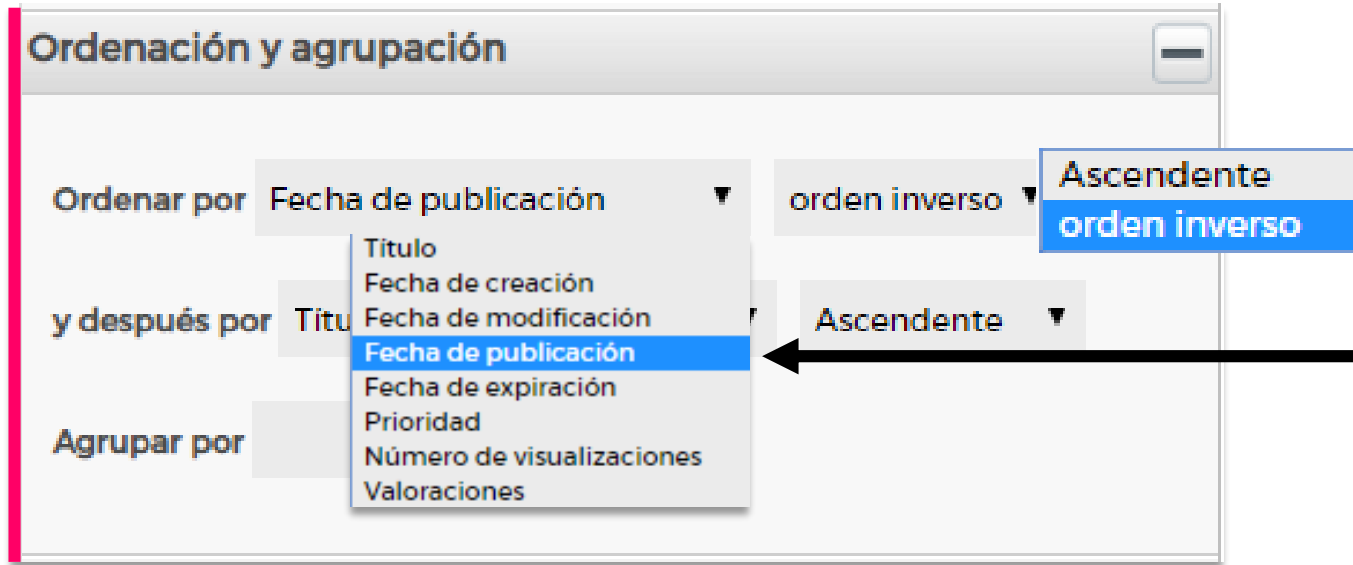 Ordenación y agrupación
Ordenar por Fecha de publicación orden inverso
Ascendente
orden inverso
Título
Fecha de creación
y después por Títu Ascendente
Fecha de modificación
Fecha de publicación
Fecha de expiración
Agrupar por
Prioridad
Número de visualizaciones
Valoraciones